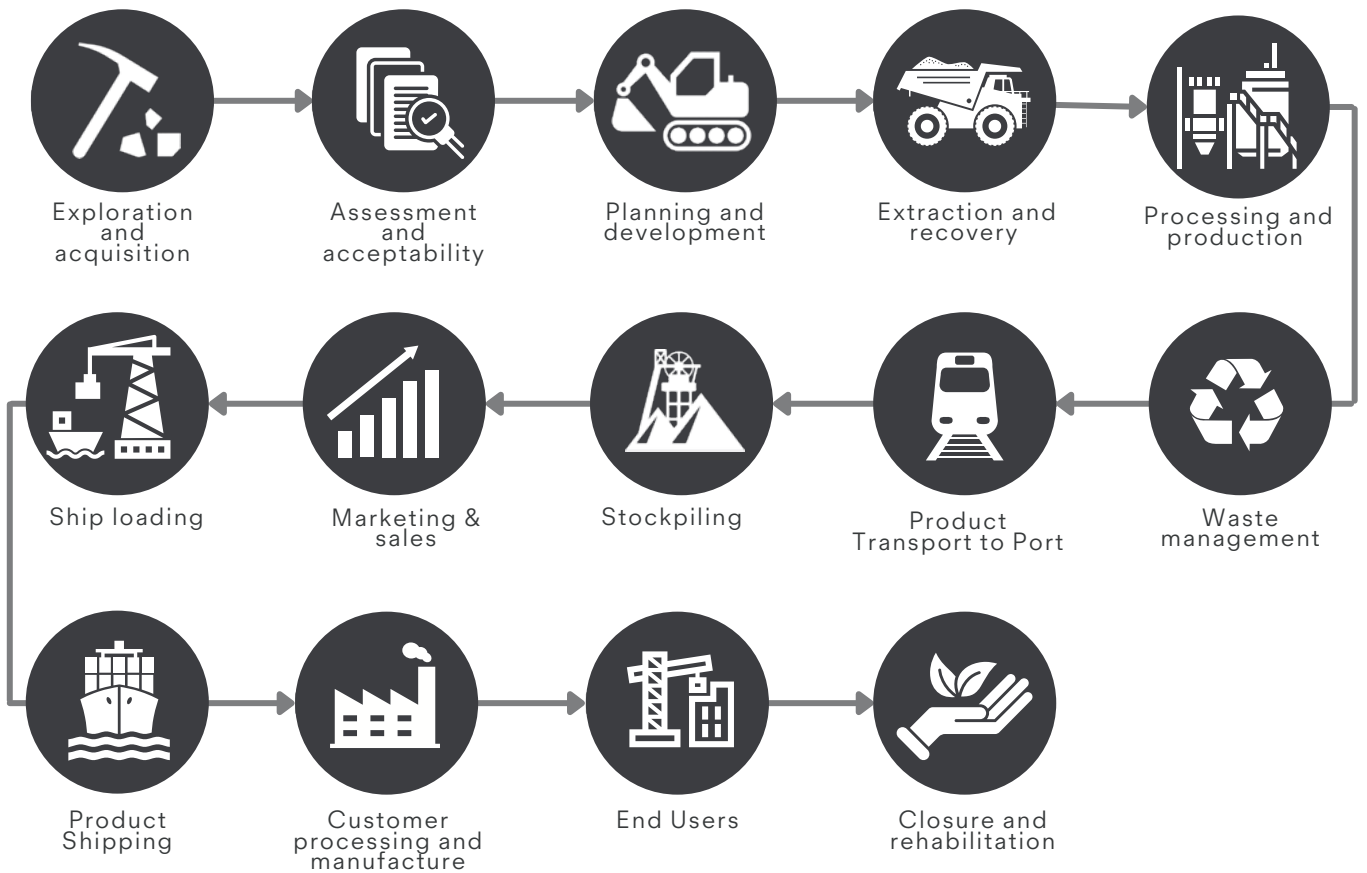 Exploration
and
acquisition
Assessment
and
acceptability
Planning and
development
Extraction and
recovery
Processing and
production
Ship loading
Marketing &
sales
Stockpiling
Product
Transport to Port
Waste
management
Product
Shipping
Customer
processing and
manufacture
End Users
Closure and
rehabilitation